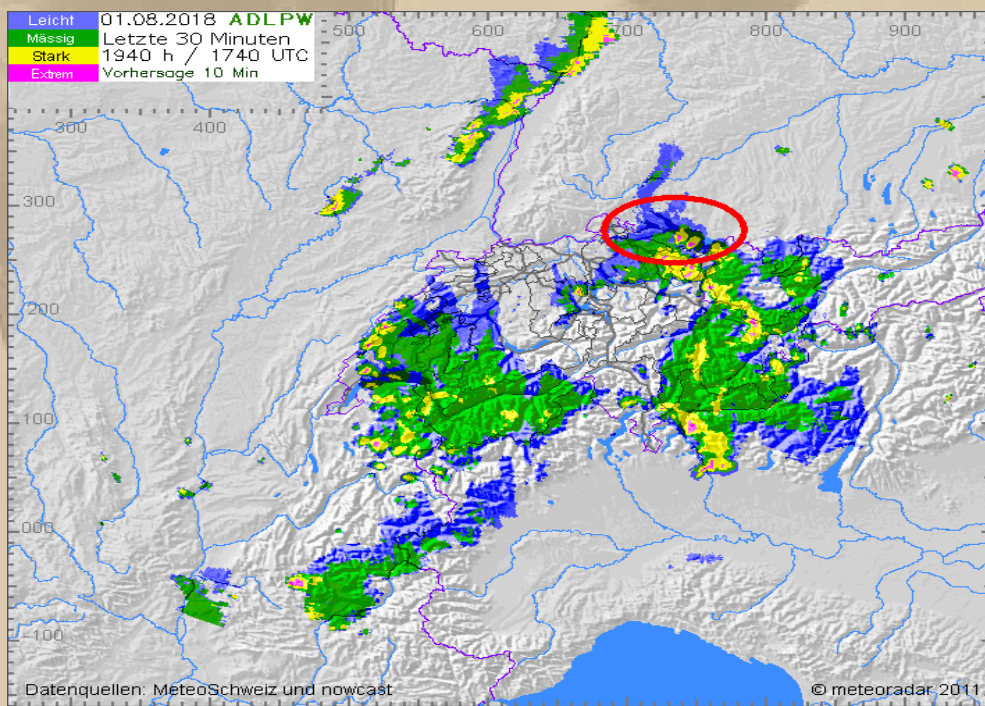 Leicht 01.08.2018 ADLPW
Mässig Letzte 30 Minuten
Stark 1940 h / 1740 UTC
Extrem Vorhersage 10 Min
500 600 700 800 900
300 400
300
200
100
000
-100
Datenquellen: MeteoSchweiz und nowcast © meteoradar 2011